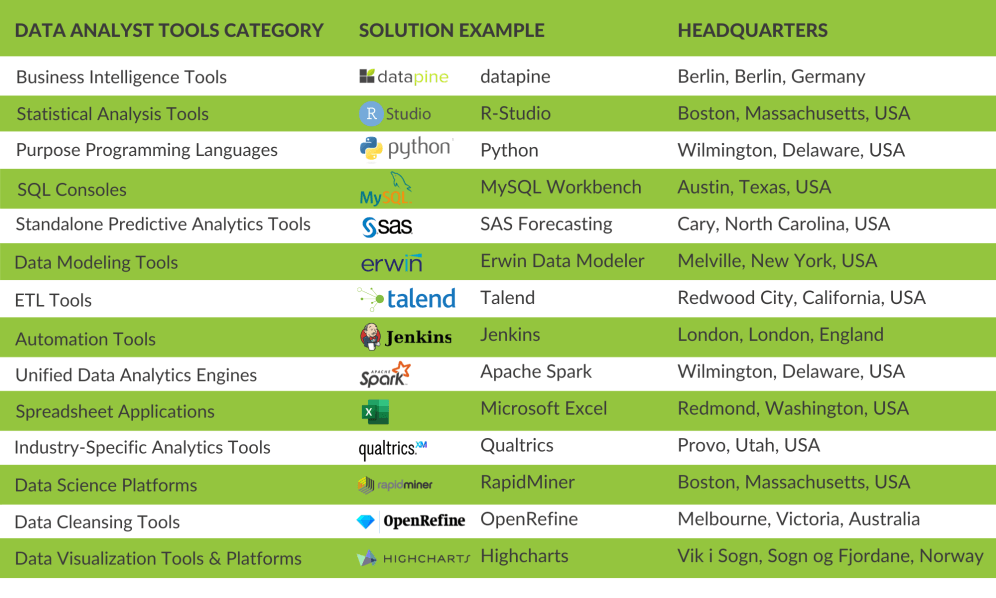 DATA ANALYST TOOLS CATEGORY SOLUTION EXAMPLE HEADQUARTERS
Business Intelligence Tools datapine datapine Berlin, Berlin, Germany
Statistical Analysis Tools R Studio R-Studio Boston, Massachusetts, USA
Purpose Programming Languages python Python Wilmington, Delaware, USA
SQL Consoles MySQL MySQL Workbench Austin, Texas, USA
Standalone Predictive Analytics Tools sas SAS Forecasting Cary, North Carolina, USA
Data Modeling Tools erwin Erwin Data Modeler Melville, New York, USA
ETL Tools talend Talend Redwood City, California, USA
Automation Tools Jenkins Jenkins London, London, England
Unified Data Analytics Engines APACHE Spark Apache Spark Wilmington, Delaware, USA
Spreadsheet Applications X Microsoft Excel Redmond, Washington, USA
Industry-Specific Analytics Tools qualtrics.XM Qualtrics Provo, Utah, USA
Data Science Platforms rapidminer RapidMiner Boston, Massachusetts, USA
Data Cleansing Tools OpenRefine OpenRefine Melbourne, Victoria, Australia
Data Visualization Tools & Platforms HIGHCHARTS Highcharts Vik i Sogn, Sogn og Fjordane, Norway